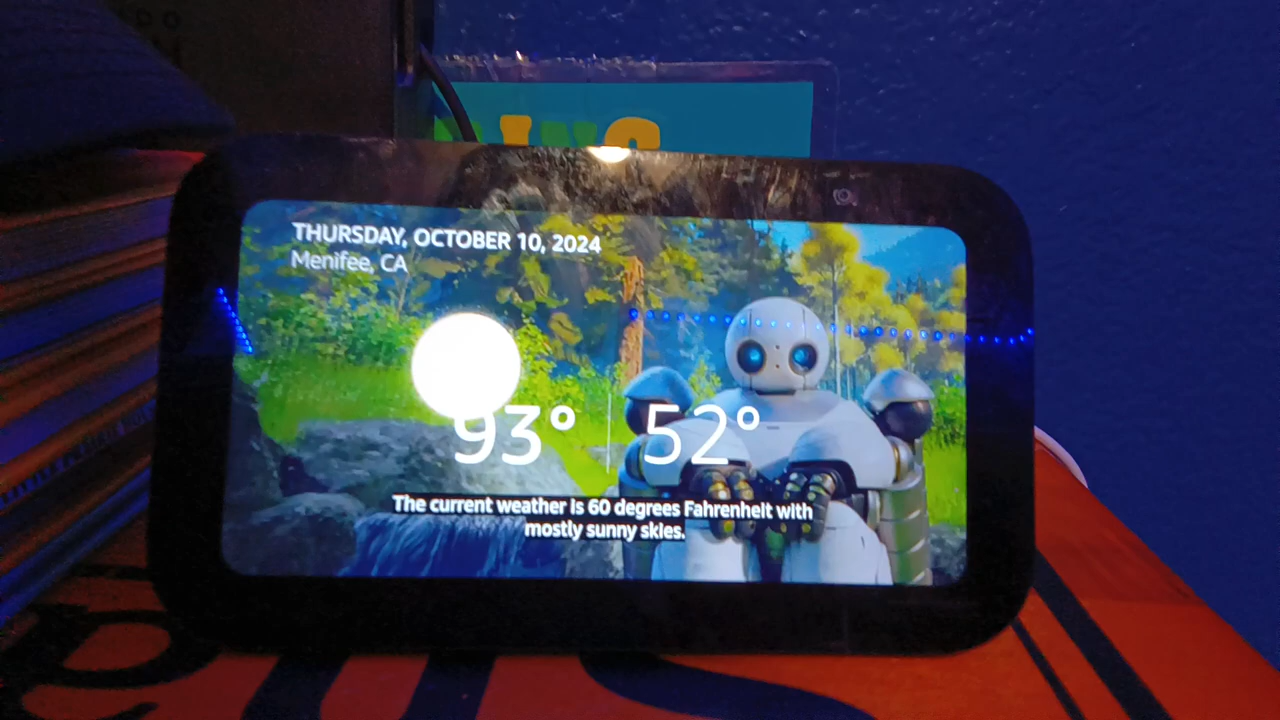 THURSDAY, OCTOBER 10, 2024
Menifee, CA
93° 52°
The current weather is 60 degrees Fahrenheit with
mostly sunny skies.